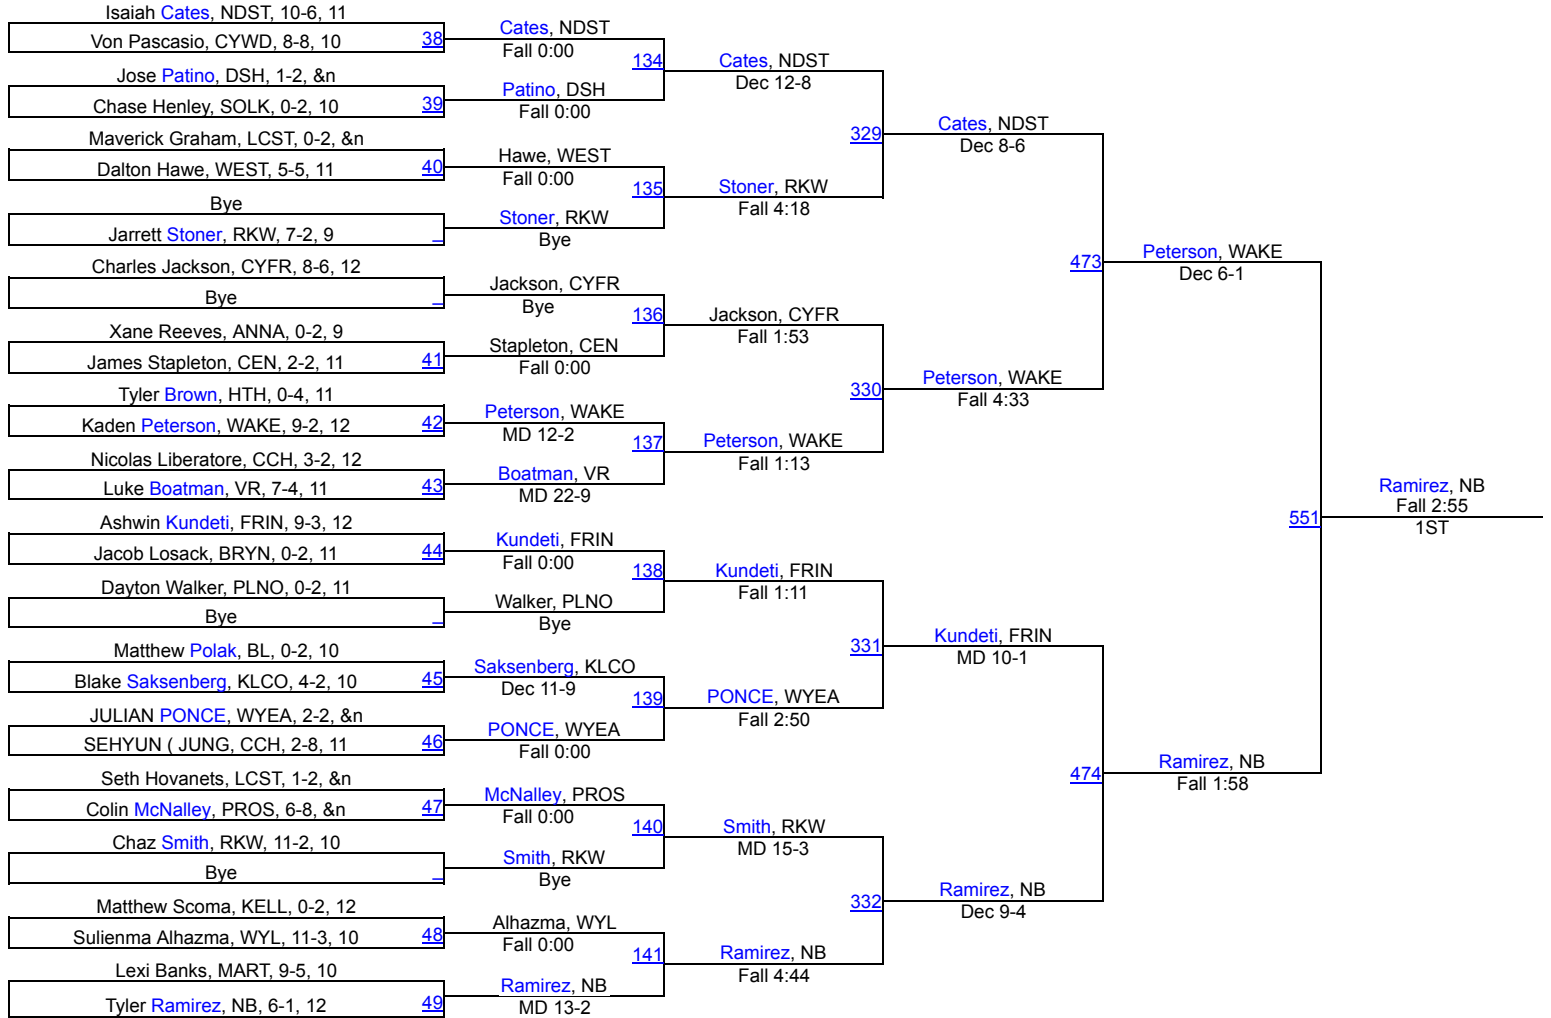 Isaiah Cates, NDST, 10-6, 11
Von Pascasio, CYWD, 8-8, 10
38
Jose Patino, DSH, 1-2, &n
Chase Henley, SOLK, 0-2, 10
39
Maverick Graham, LCST, 0-2, &n
Dalton Hawe, WEST, 5-5, 11
40
Bye
Jarrett Stoner, RKW, 7-2, 9
Charles Jackson, CYFR, 8-6, 12
Bye
Xane Reeves, ANNA, 0-2, 9
James Stapleton, CEN, 2-2, 11
41
Tyler Brown, HTH, 0-4, 11
Kaden Peterson, WAKE, 9-2, 12
42
Nicolas Liberatore, CCH, 3-2, 12
Luke Boatman, VR, 7-4, 11
43
Ashwin Kundeti, FRIN, 9-3, 12
Jacob Losack, BRYN, 0-2, 11
44
Dayton Walker, PLNO, 0-2, 11
Bye
Matthew Polak, BL, 0-2, 10
Blake Saksenberg, KLCO, 4-2, 10
45
JULIAN PONCE, WYEA, 2-2, &n
SEHYUN ( JUNG, CCH, 2-8, 11
46
Seth Hovanets, LCST, 1-2, &n
Colin McNalley, PROS, 6-8, &n
47
Chaz Smith, RKW, 11-2, 10
Bye
Matthew Scoma, KELL, 0-2, 12
Sulienma Alhazma, WYL, 11-3, 10
48
Lexi Banks, MART, 9-5, 10
Tyler Ramirez, NB, 6-1, 12
49
Cates, NDST
Fall 0:00
134
Patino, DSH
Fall 0:00
Hawe, WEST
Fall 0:00
135
Stoner, RKW
Bye
Jackson, CYFR
Bye
136
Stapleton, CEN
Fall 0:00
Peterson, WAKE
MD 12-2
137
Boatman, VR
MD 22-9
Kundeti, FRIN
Fall 0:00
138
Walker, PLNO
Bye
Saksenberg, KLCO
Dec 11-9
139
PONCE, WYEA
Fall 0:00
McNalley, PROS
Fall 0:00
140
Smith, RKW
Bye
Alhazma, WYL
Fall 0:00
141
Ramirez, NB
MD 13-2
Cates, NDST
Dec 12-8
329
Stoner, RKW
Fall 4:18
Jackson, CYFR
Fall 1:53
330
Peterson, WAKE
Fall 1:13
Kundeti, FRIN
Fall 1:11
331
PONCE, WYEA
Fall 2:50
Smith, RKW
MD 15-3
332
Ramirez, NB
Fall 4:44
Cates, NDST
Dec 8-6
473
Peterson, WAKE
Fall 4:33
Kundeti, FRIN
MD 10-1
474
Ramirez, NB
Dec 9-4
Peterson, WAKE
Dec 6-1
551
Ramirez, NB
Fall 1:58
Ramirez, NB
Fall 2:55
1ST